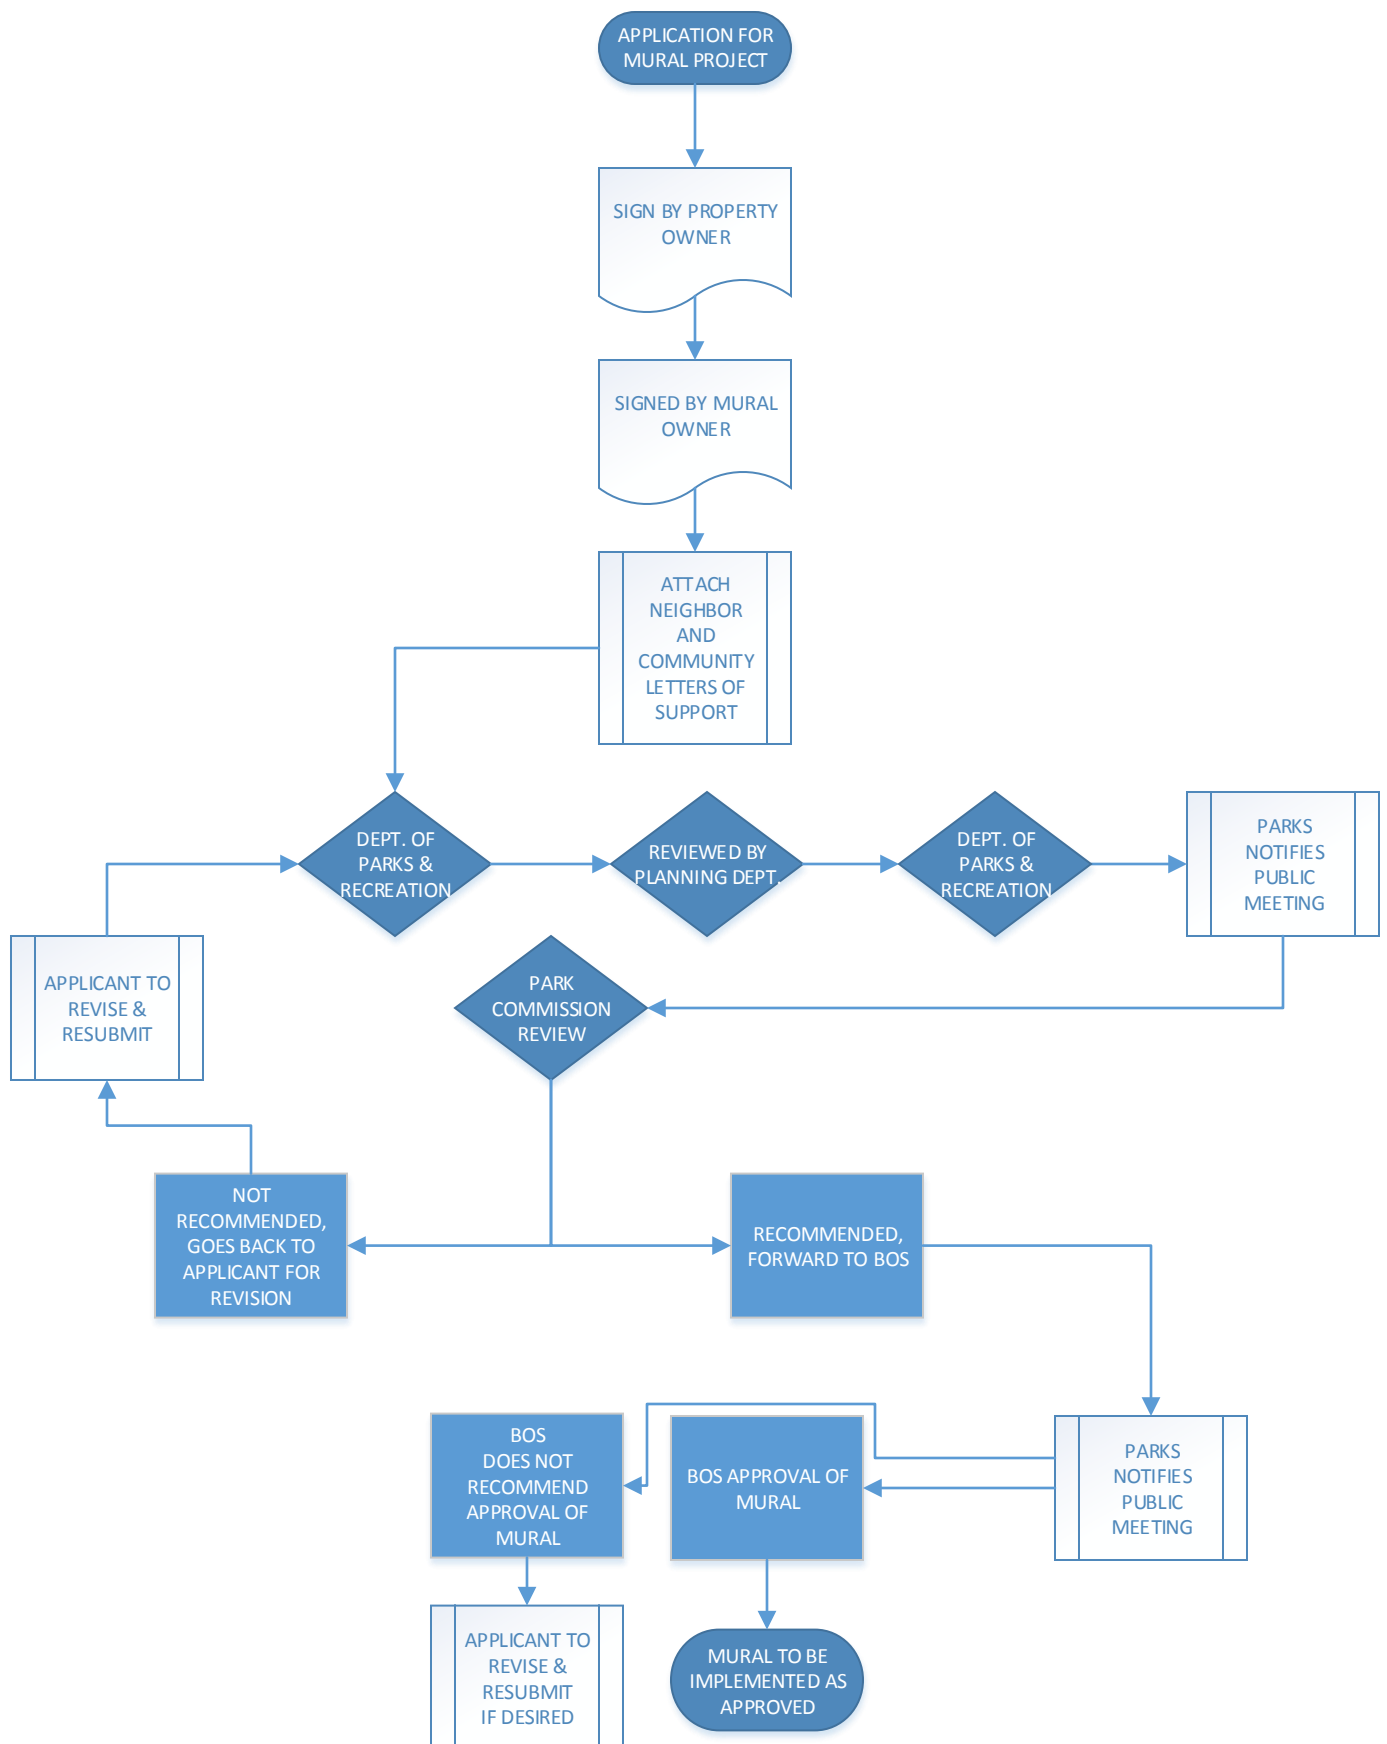 APPLICATION FOR
MURAL PROJECT
SIGN BY PROPERTY
OWNER
SIGNED BY MURAL
OWNER
ATTACH
NEIGHBOR
AND
COMMUNITY
LETTERS OF
SUPPORT
DEPT. OF
PARKS &
RECREATION
REVIEWED BY
PLANNING DEPT.
DEPT. OF
PARKS &
RECREATION
PARKS
NOTIFIES
PUBLIC
MEETING
APPLICANT TO
REVISE &
RESUBMIT
PARK
COMMISSION
REVIEW
NOT
RECOMMENDED,
GOES BACK TO
APPLICANT FOR
REVISION
RECOMMENDED,
FORWARD TO BOS
BOS
DOES NOT
RECOMMEND
APPROVAL OF
MURAL
BOS APPROVAL OF
MURAL
PARKS
NOTIFIES
PUBLIC
MEETING
APPLICANT TO
REVISE &
RESUBMIT
IF DESIRED
MURAL TO BE
IMPLEMENTED AS
APPROVED